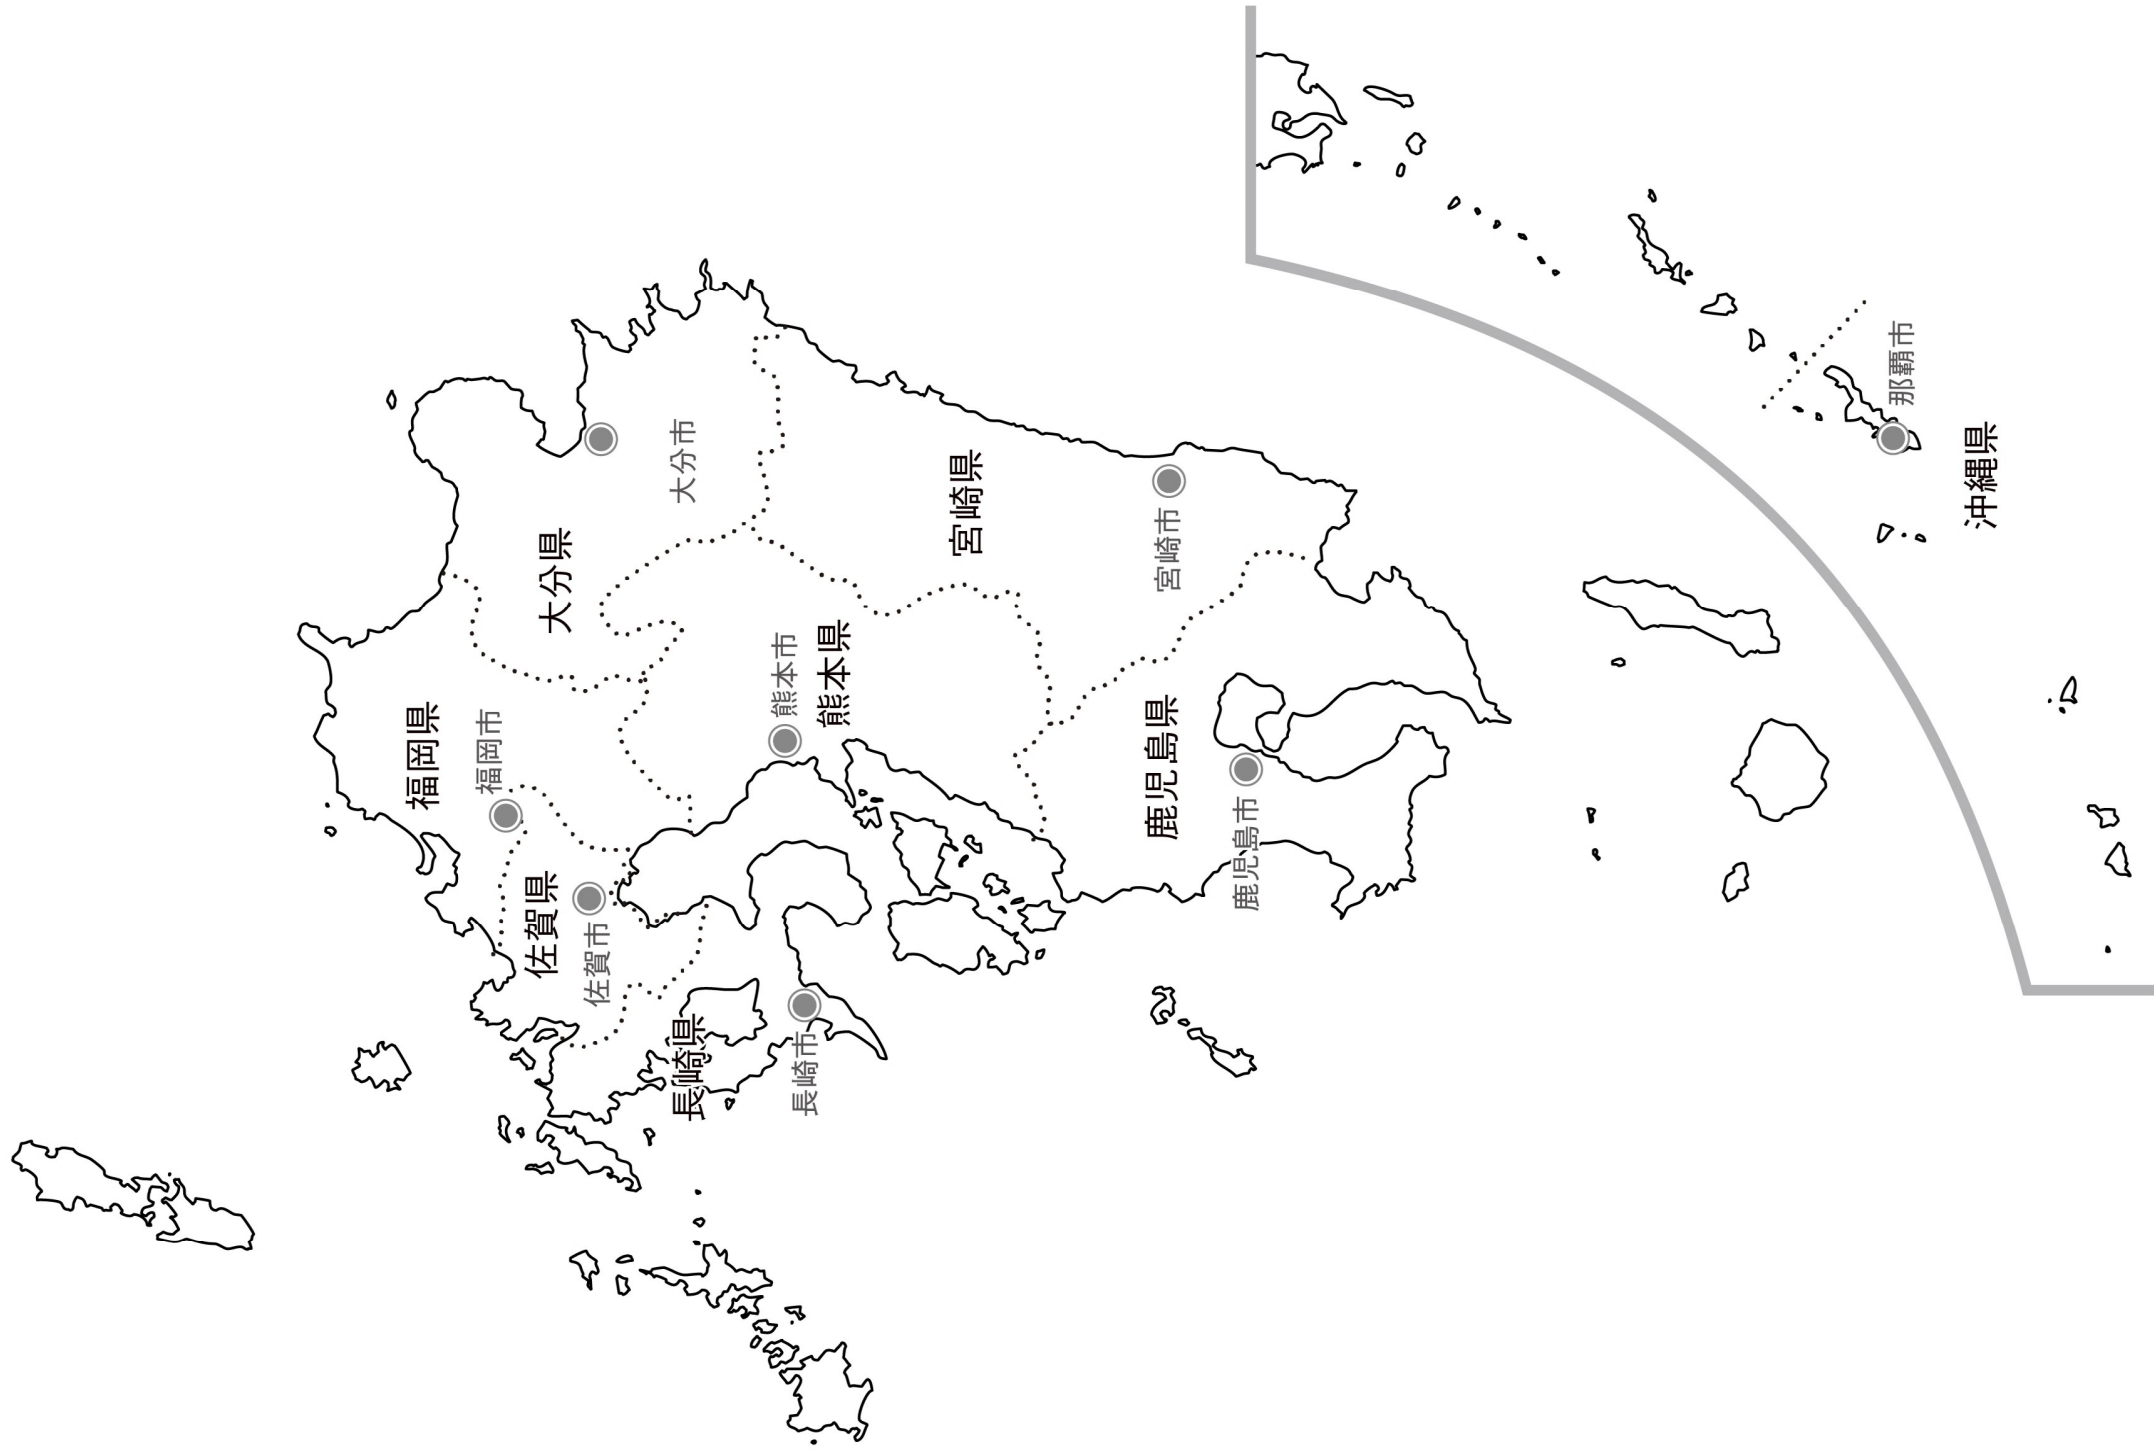 福岡県
福岡市
大分県
大分市
佐賀県
佐賀市
長崎県
長崎市
熊本市
熊本県
宮崎県
宮崎市
鹿児島県
鹿児島市
那覇市
沖縄県